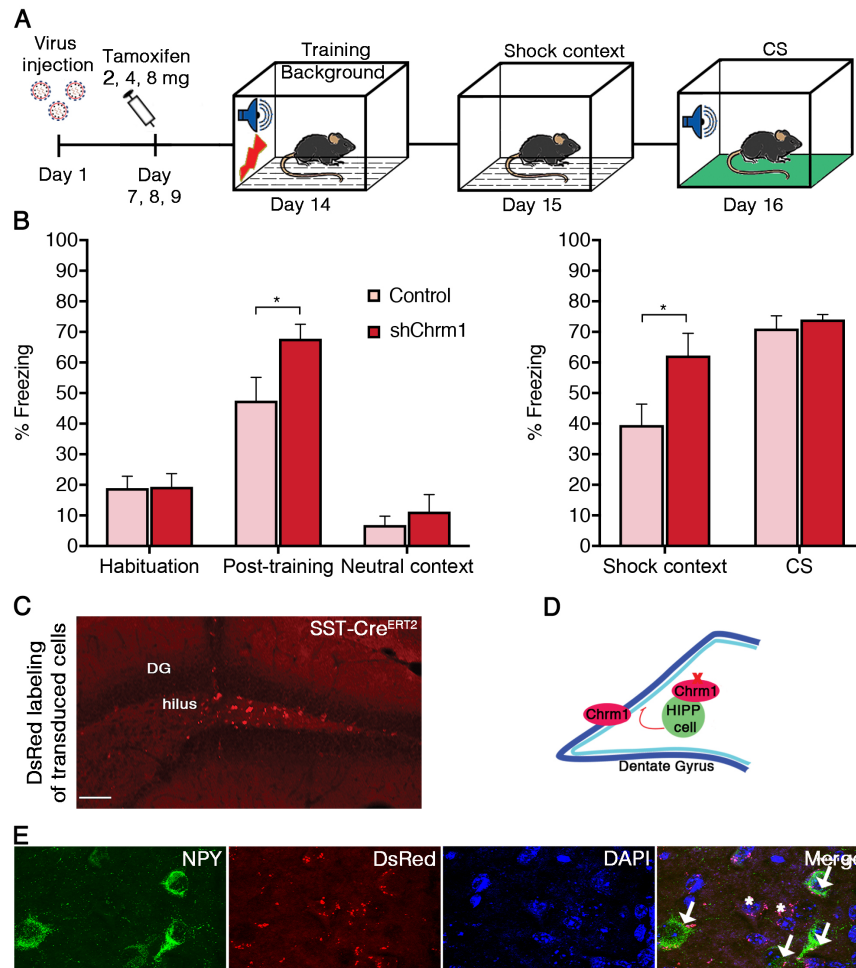 A
Virus
injection
Tamoxifen
2, 4, 8 mg
Training
Background
Shock context
CS
Day 1
Day
7, 8, 9
Day 14
Day 15
Day 16
B
% Freezing
100
90
80
70
60
50
40
30
20
10
0
*
Control
shChrm1
Habituation
Post-training
Neutral context
% Freezing
100
90
80
70
60
50
40
30
20
10
0
*
Shock context
CS
C
DsRed labeling
of transduced cells
SST-CreERT2
DG
hilus
D
Chrm1
x
Chrm1
HIPP
cell
Dentate Gyrus
E
NPY
DsRed
DAPI
Merge
*
*